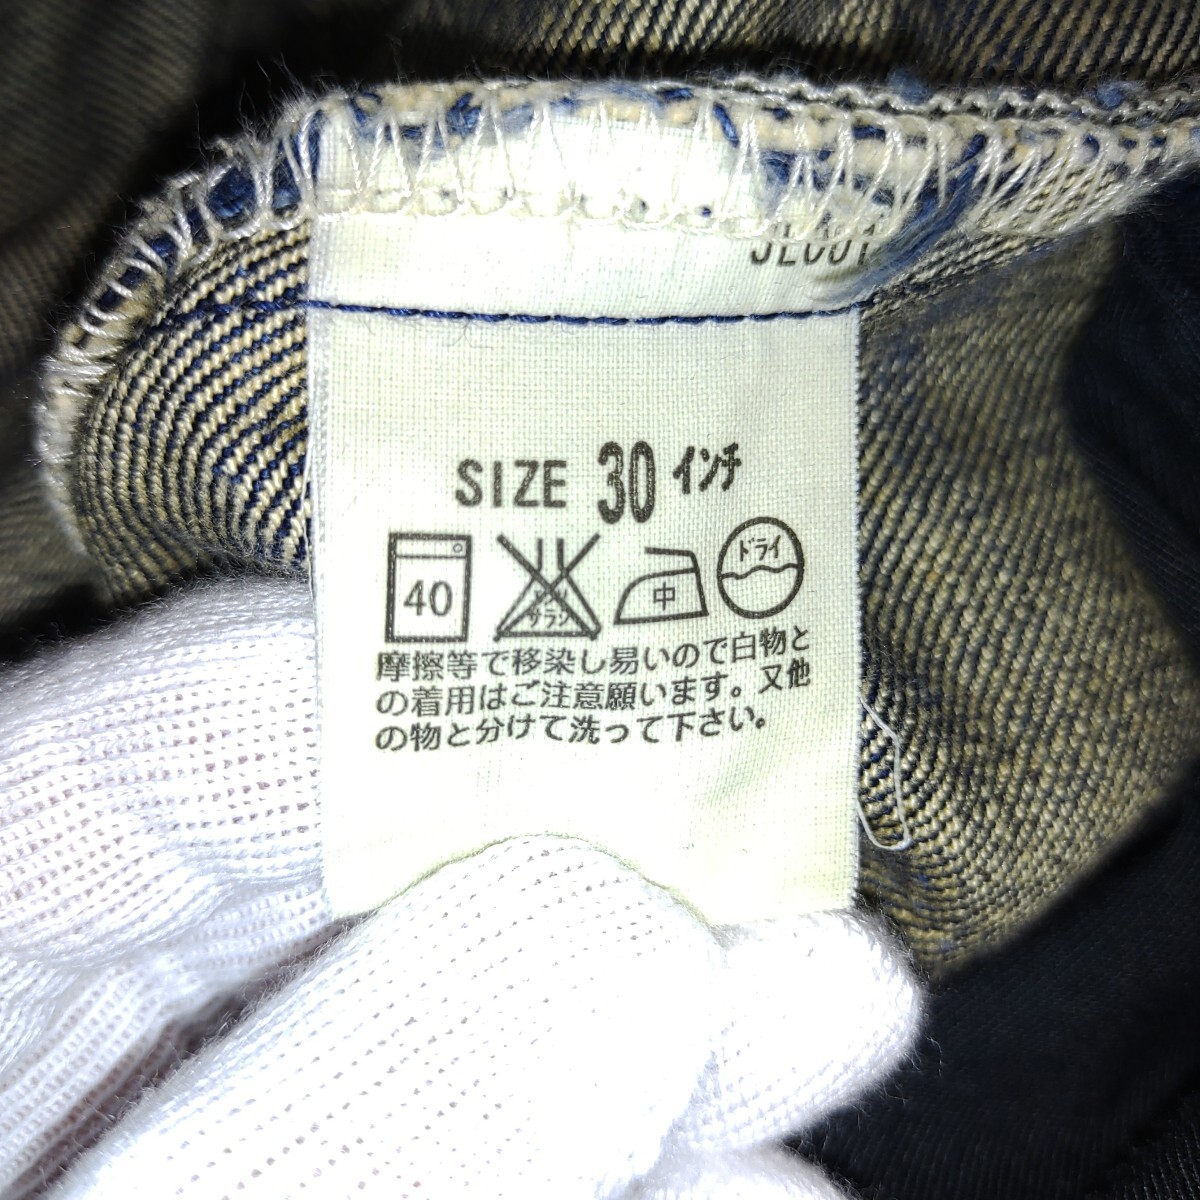 SIZE 30 インチ
40
中
ドライ
摩擦等で移染し易いので白物と
の着用はご注意願います。又他
の物と分けて洗って下さい。